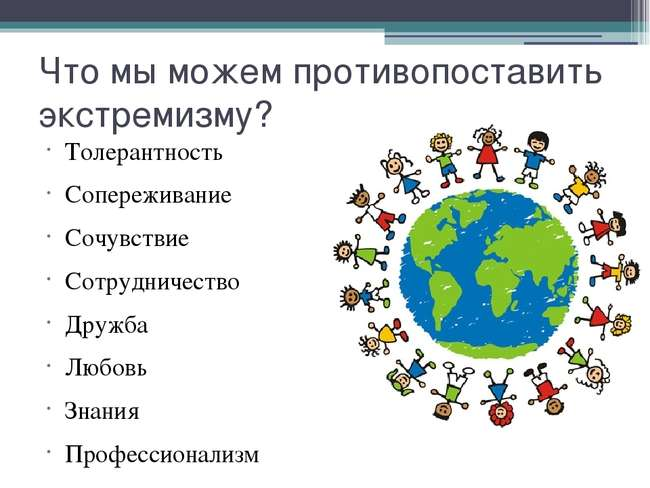 Что мы можем противопоставить
экстремизму?
Толерантность
Сопереживание
Сочувствие
Сотрудничество
Дружба
Любовь
Знания
Профессионализм